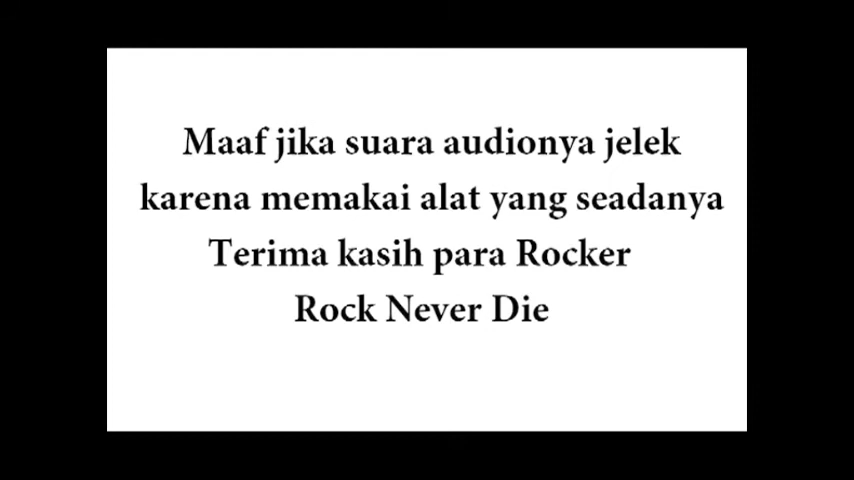 Maaf jika suara audionya jelek
karena memakai alat yang seadanya
Terima kasih para Rocker
Rock Never Die